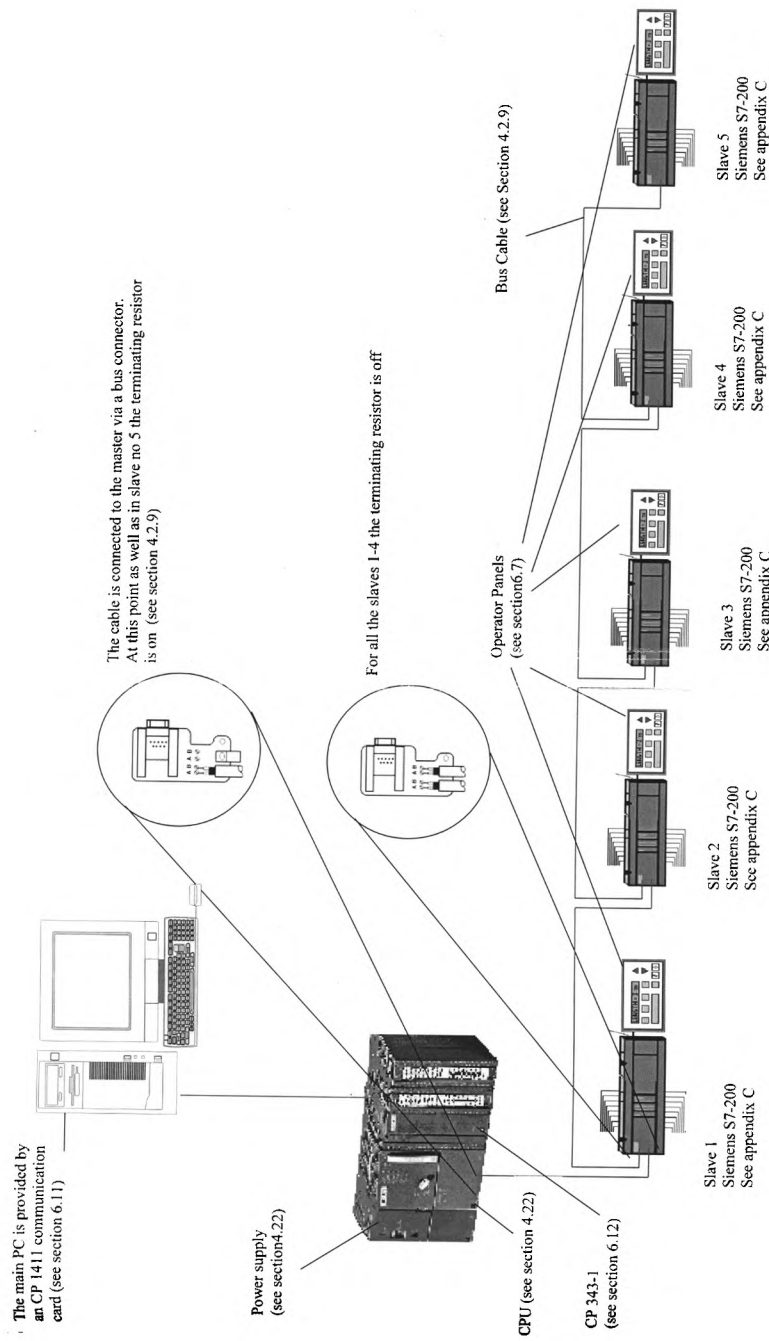 The main PC is provided by
an CP 1411 communication
card (see section 6.11)
The cable is connected to the master via a bus connector.
At this point as well as in slave no 5 the terminating resistor
is on (see section 4.2.9)
Power supply
(see section4.22)
For all the slaves 1-4 the terminating resistor is off
CPU (see section 4.22)
CP 343-1
(see section 6.12)
Operator Panels
(see section6.7)
Bus Cable (see Section 4.2.9)
A B A B
A B A B
Slave 1
Siemens S7-200
See appendix C
Slave 2
Siemens S7-200
See appendix C
Slave 3
Siemens S7-200
See appendix C
Slave 4
Siemens S7-200
See appendix C
Slave 5
Siemens S7-200
See appendix C